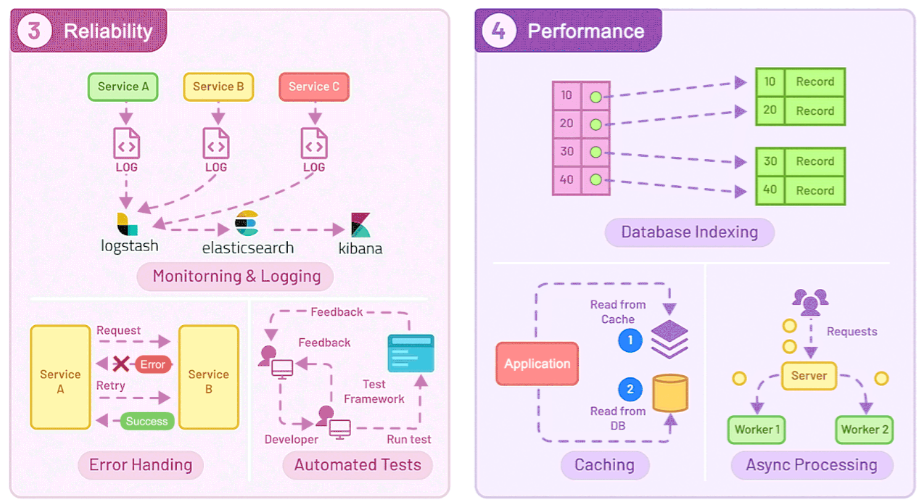 3 Reliability
Service A
Service B
Service C
LOG
LOG
LOG
logstash
elasticsearch
kibana
Monitorning & Logging
Request
Error
Retry
Success
Service
A
Service
B
Error Handing
Feedback
Feedback
Test
Framework
Developer
Run test
Automated Tests
4 Performance
10
20
30
40
10 Record
20 Record
30 Record
40 Record
Database Indexing
Application
Read from
Cache
1
2
Read from
DB
Caching
Requests
Server
Worker 1
Worker 2
Async Processing